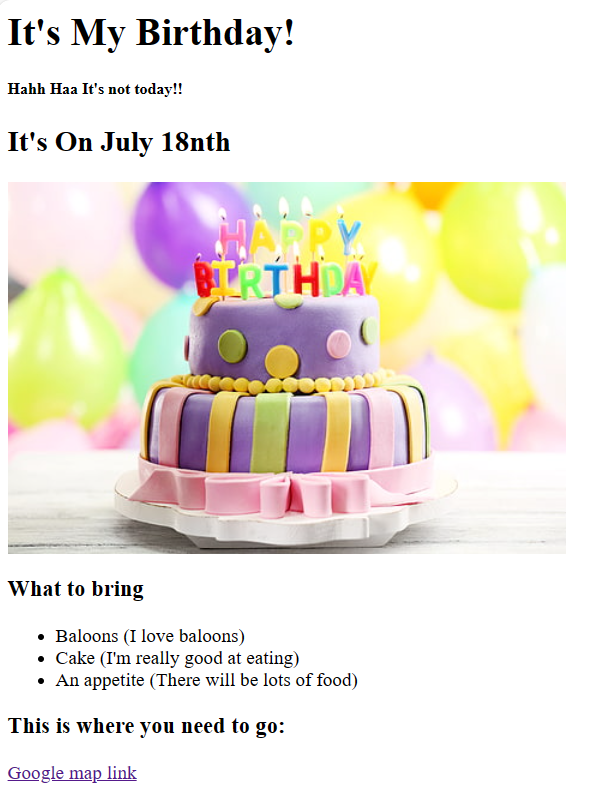 It's My Birthday!
Hahh Haa It's not today!!
It's On July 18nth
HAPPY
BIRTHDAY
What to bring
Baloons (I love baloons)
Cake (I'm really good at eating)
An appetite (There will be lots of food)
This is where you need to go:
Google map link